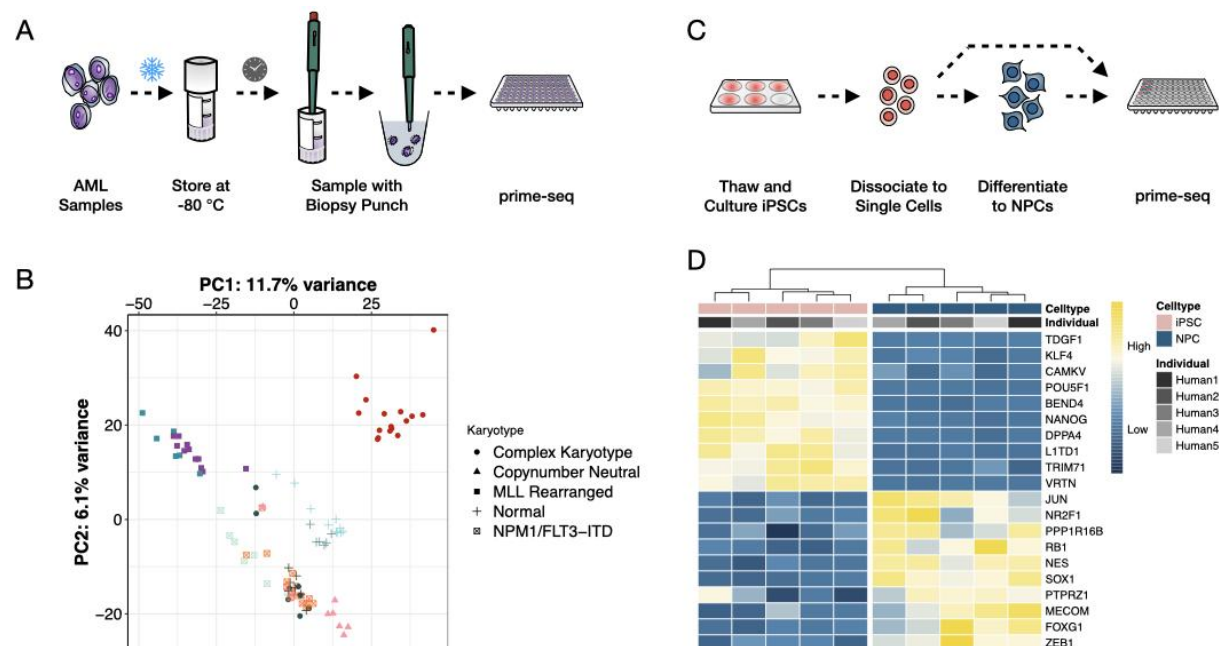 A
AML
Samples
Store at
-80 °C
Sample with
Biopsy Punch
prime-seq
C
Thaw and
Culture iPSCs
Dissociate to
Single Cells
Differentiate
to NPCs
prime-seq
B
PC1: 11.7% variance
−50
−25
0
25
PC2: 6.1% variance
40
20
0
−20
Karyotype
Complex Karyotype
Copynumber Neutral
MLL Rearranged
Normal
NPM1/FLT3−ITD
D
Celltype
Individual
TDGF1
KLF4
CAMKV
POU5F1
BEND4
NANOG
DPPA4
L1TD1
TRIM71
VRTN
JUN
NR2F1
PPP1R16B
RB1
NES
SOX1
PTPRZ1
MECOM
FOXG1
ZEB1
High
Low
Celltype
iPSC
NPC
Individual
Human1
Human2
Human3
Human4
Human5